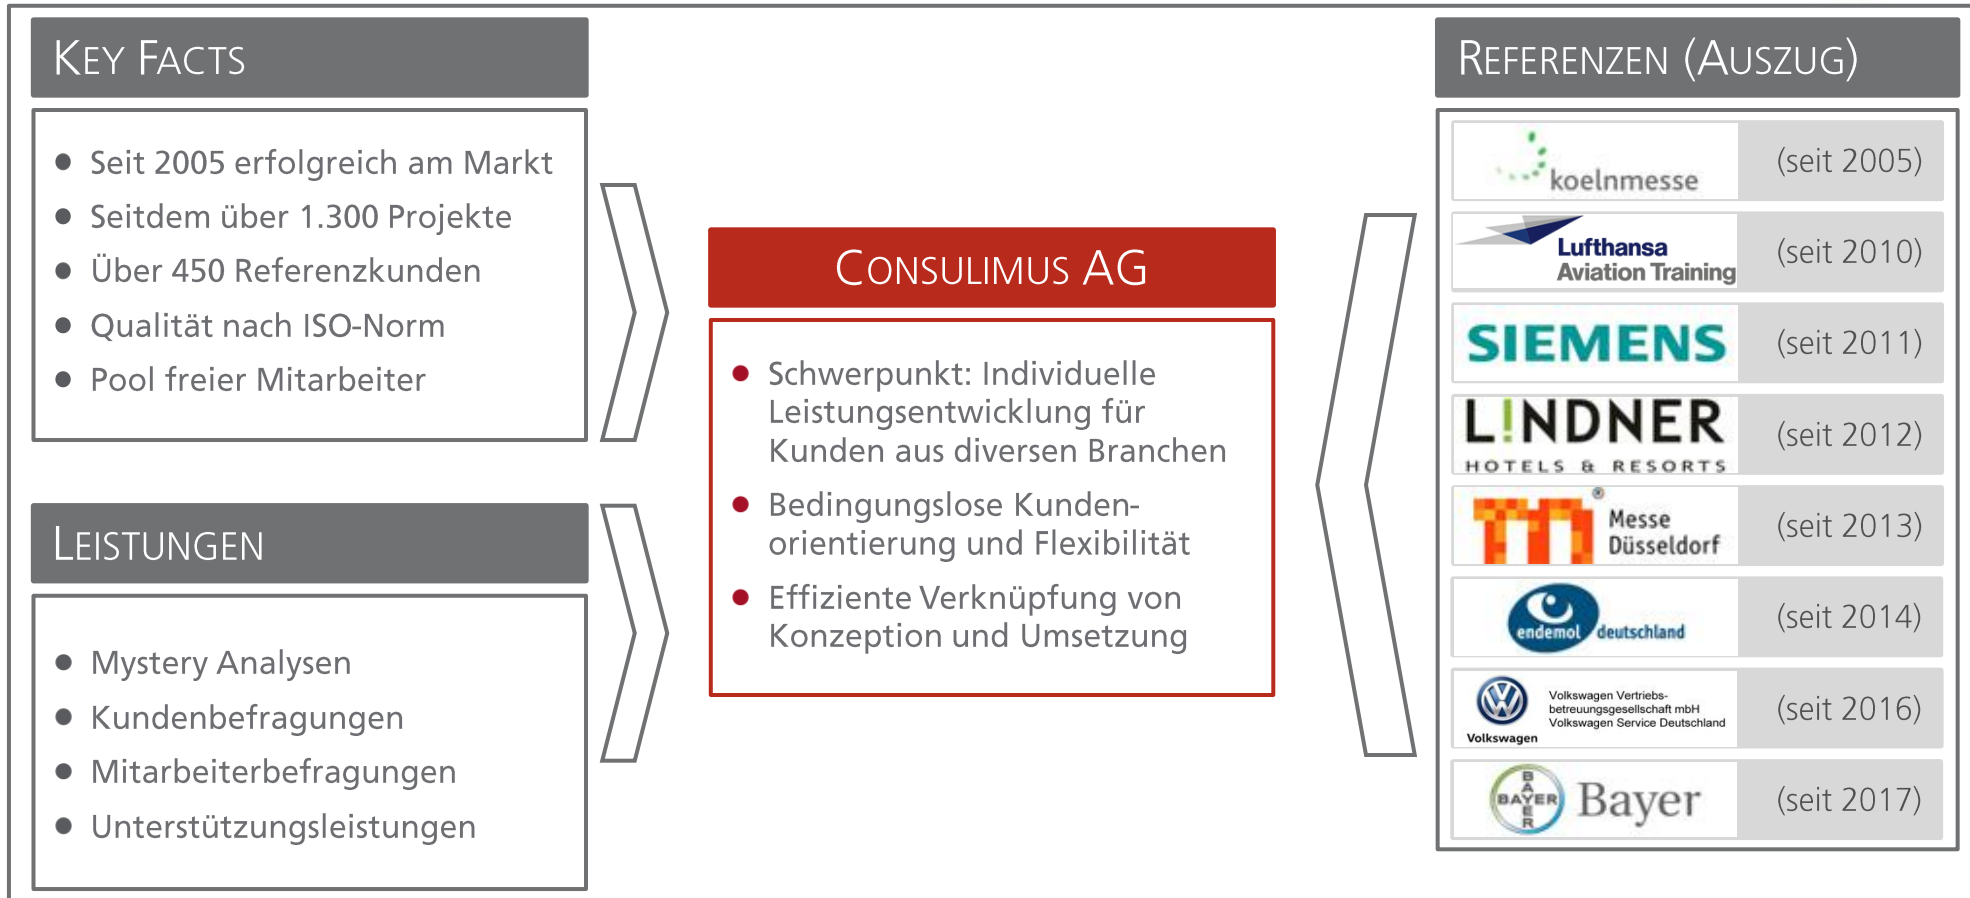 KEY FACTS
● Seit 2005 erfolgreich am Markt
● Seitdem über 1.300 Projekte
● Über 450 Referenzkunden
● Qualität nach ISO-Norm
● Pool freier Mitarbeiter
LEISTUNGEN
● Mystery Analysen
● Kundenbefragungen
● Mitarbeiterbefragungen
● Unterstützungsleistungen
CONSULIMUS AG
● Schwerpunkt: Individuelle
Leistungsentwicklung für
Kunden aus diversen Branchen
● Bedingungslose Kunden-
orientierung und Flexibilität
● Effiziente Verknüpfung von
Konzeption und Umsetzung
REFERENZEN (AUSZUG)
koelnmesse (seit 2005)
Lufthansa
Aviation Training (seit 2010)
SIEMENS (seit 2011)
L!NDNER
HOTELS & RESORTS (seit 2012)
Messe
Düsseldorf ® (seit 2013)
endemol deutschland (seit 2014)
Volkswagen Vertriebs-
betreuungsgesellschaft mbH
Volkswagen Service Deutschland
Volkswagen (seit 2016)
BAYER BAYER Bayer (seit 2017)